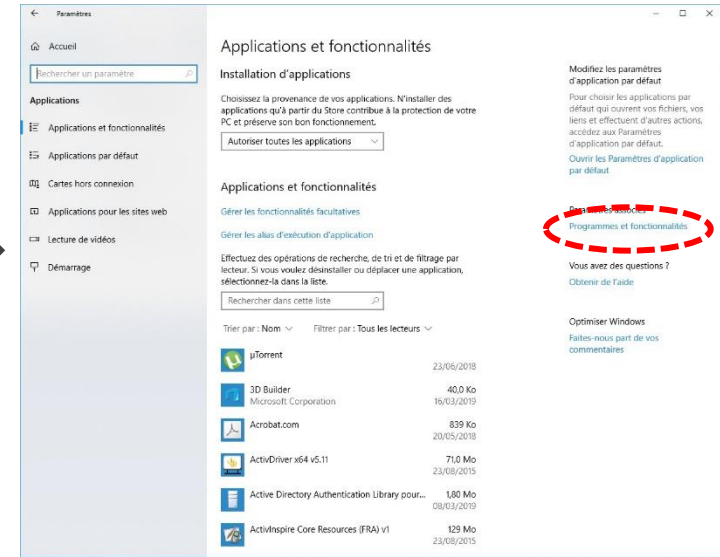 Paramètres
Accueil
Rechercher un paramètre
Applications
Applications et fonctionnalités
Applications par défaut
Cartes hors connexion
Applications pour les sites web
Lecture de vidéos
Démarrage
Applications et fonctionnalités
Installation d'applications
Choisissez la provenance de vos applications. N'installer des
applications qu'à partir du Store contribue à la protection de votre
PC et préserve son bon fonctionnement.
Autoriser toutes les applications
Applications et fonctionnalités
Gérer les fonctionnalités facultatives
Gérer les alias d'exécution d'application
Effectuez des opérations de recherche, de tri et de filtrage par
lecteur. Si vous voulez désinstaller ou déplacer une application,
sélectionnez-la dans la liste.
Rechercher dans cette liste
Trier par : Nom Filtrer par : Tous les lecteurs
µTorrent
23/06/2018
3D Builder 40,0 Ko
Microsoft Corporation 16/03/2019
Acrobat.com 839 Ko
20/05/2018
ActivDriver x64 v5.11 71,0 Mo
23/08/2015
Active Directory Authentication Library pour... 1,80 Mo
08/03/2019
ActivInspire Core Resources (FRA) v1 129 Mo
23/08/2015
Modifiez les paramètres
d'application par défaut
Pour choisir les applications par
défaut qui ouvrent vos fichiers, vos
liens et effectuent d'autres actions,
accédez aux Paramètres
d'application par défaut.
Ouvrir les Paramètres d'application
par défaut
Paramètres associés
Programmes et fonctionnalités
Vous avez des questions ?
Obtenir de l'aide
Optimiser Windows
Faites-nous part de vos
commentaires